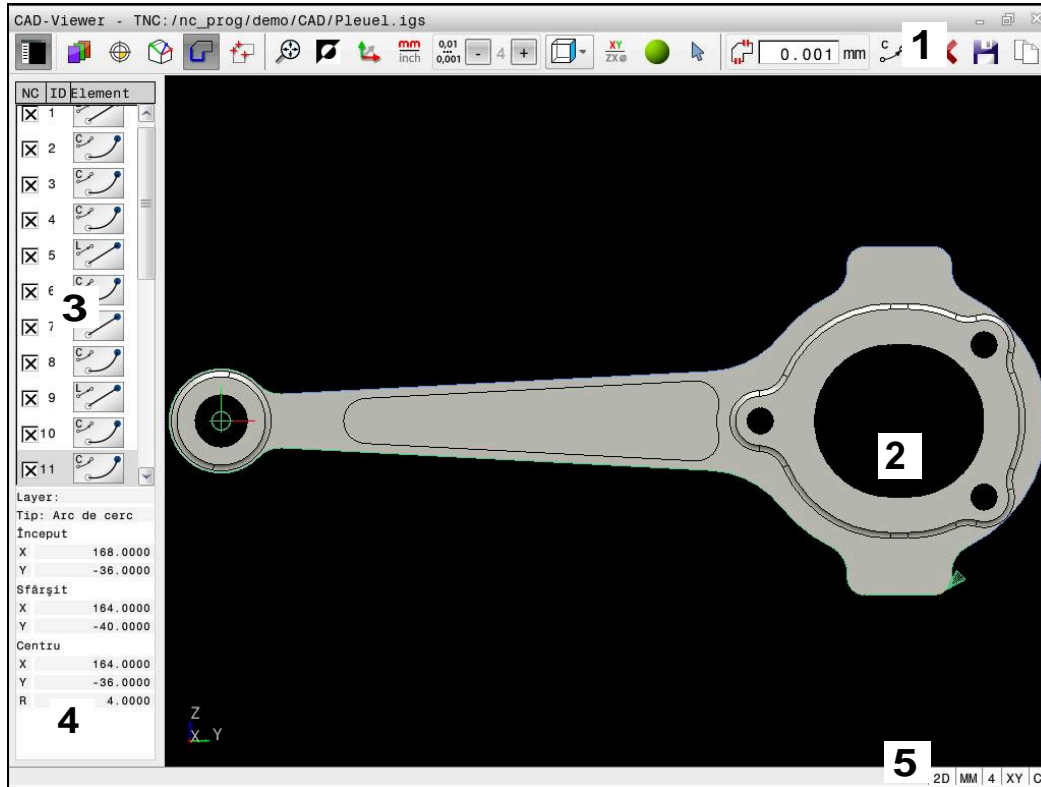 CAD-Viewer - TNC:/nc_prog/demo/CAD/Pleuel.igs
mm
inch
0,01
...
0,001
- 4 +
XY
ZXØ
0.001 mm
C
1
NC ID Element
1
2 C
3 C
4 C
5 L
6 C
7
8 C
9 L
10 C
11 C
3
2
Layer:
Tip: Arc de cerc
Început
X 168.0000
Y -36.0000
Sfârşit
X 164.0000
Y -40.0000
Centru
X 164.0000
Y -36.0000
R 4.0000
4
Z
X Y
5
2D MM 4 XY C